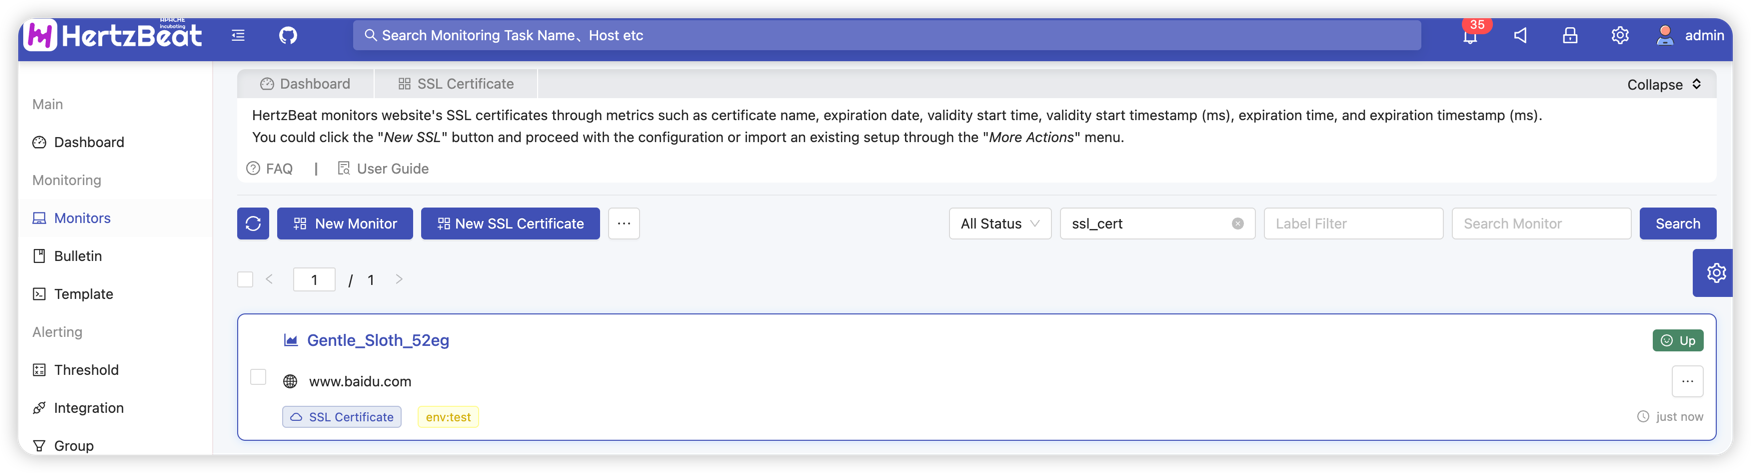 APACHE
Incubating
HertzBeat
Search Monitoring Task Name、Host etc
35
admin
Main
Dashboard
Monitoring
Monitors
Bulletin
Template
Alerting
Threshold
Integration
Group
Dashboard
SSL Certificate
Collapse
HertzBeat monitors website's SSL certificates through metrics such as certificate name, expiration date, validity start time, validity start timestamp (ms), expiration time, and expiration timestamp (ms).
You could click the "New SSL" button and proceed with the configuration or import an existing setup through the "More Actions" menu.
FAQ | User Guide
New Monitor
New SSL Certificate
···
All Status
ssl_cert
Label Filter
Search Monitor
Search
< 1 / 1 >
Gentle_Sloth_52eg
Up
www.baidu.com
···
SSL Certificate
env:test
just now